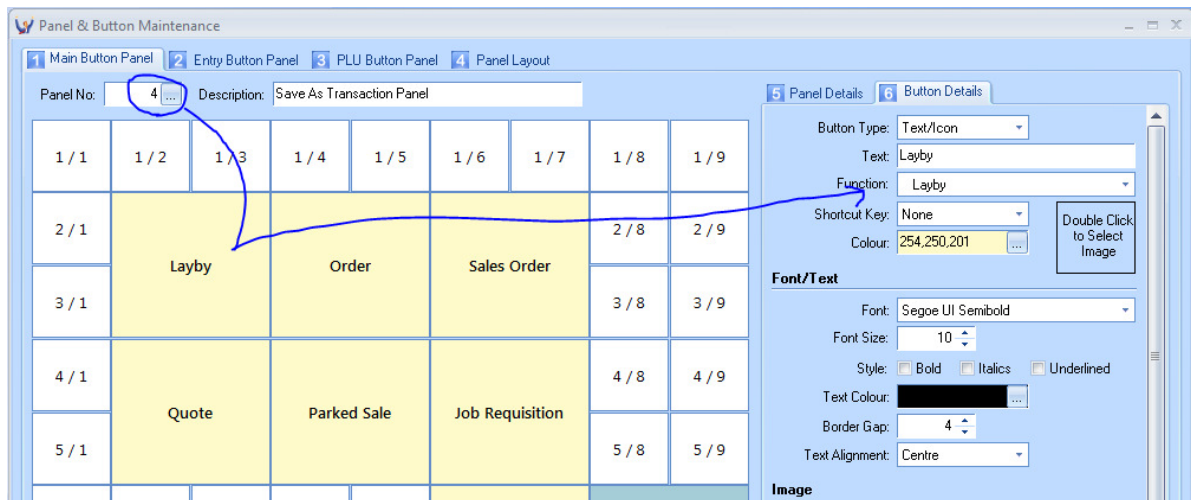 Panel & Button Maintenance
1 Main Button Panel 2 Entry Button Panel 3 PLU Button Panel 4 Panel Layout
Panel No: 4 ... Description: Save As Transaction Panel
1 / 1 1 / 2 1 / 3 1 / 4 1 / 5 1 / 6 1 / 7 1 / 8 1 / 9
2 / 1 2 / 8 2 / 9
Layby Order Sales Order
3 / 1 3 / 8 3 / 9
4 / 1 4 / 8 4 / 9
Quote Parked Sale Job Requisition
5 / 1 5 / 8 5 / 9
5 Panel Details 6 Button Details
Button Type: Text/Icon
Text: Layby
Function: Layby
Shortcut Key: None
Colour: 254,250,201 ...
Double Click
to Select
Image
Font/Text
Font: Segoe UI Semibold
Font Size: 10
Style: Bold Italics Underlined
Text Colour: ...
Border Gap: 4
Text Alignment: Centre
Image